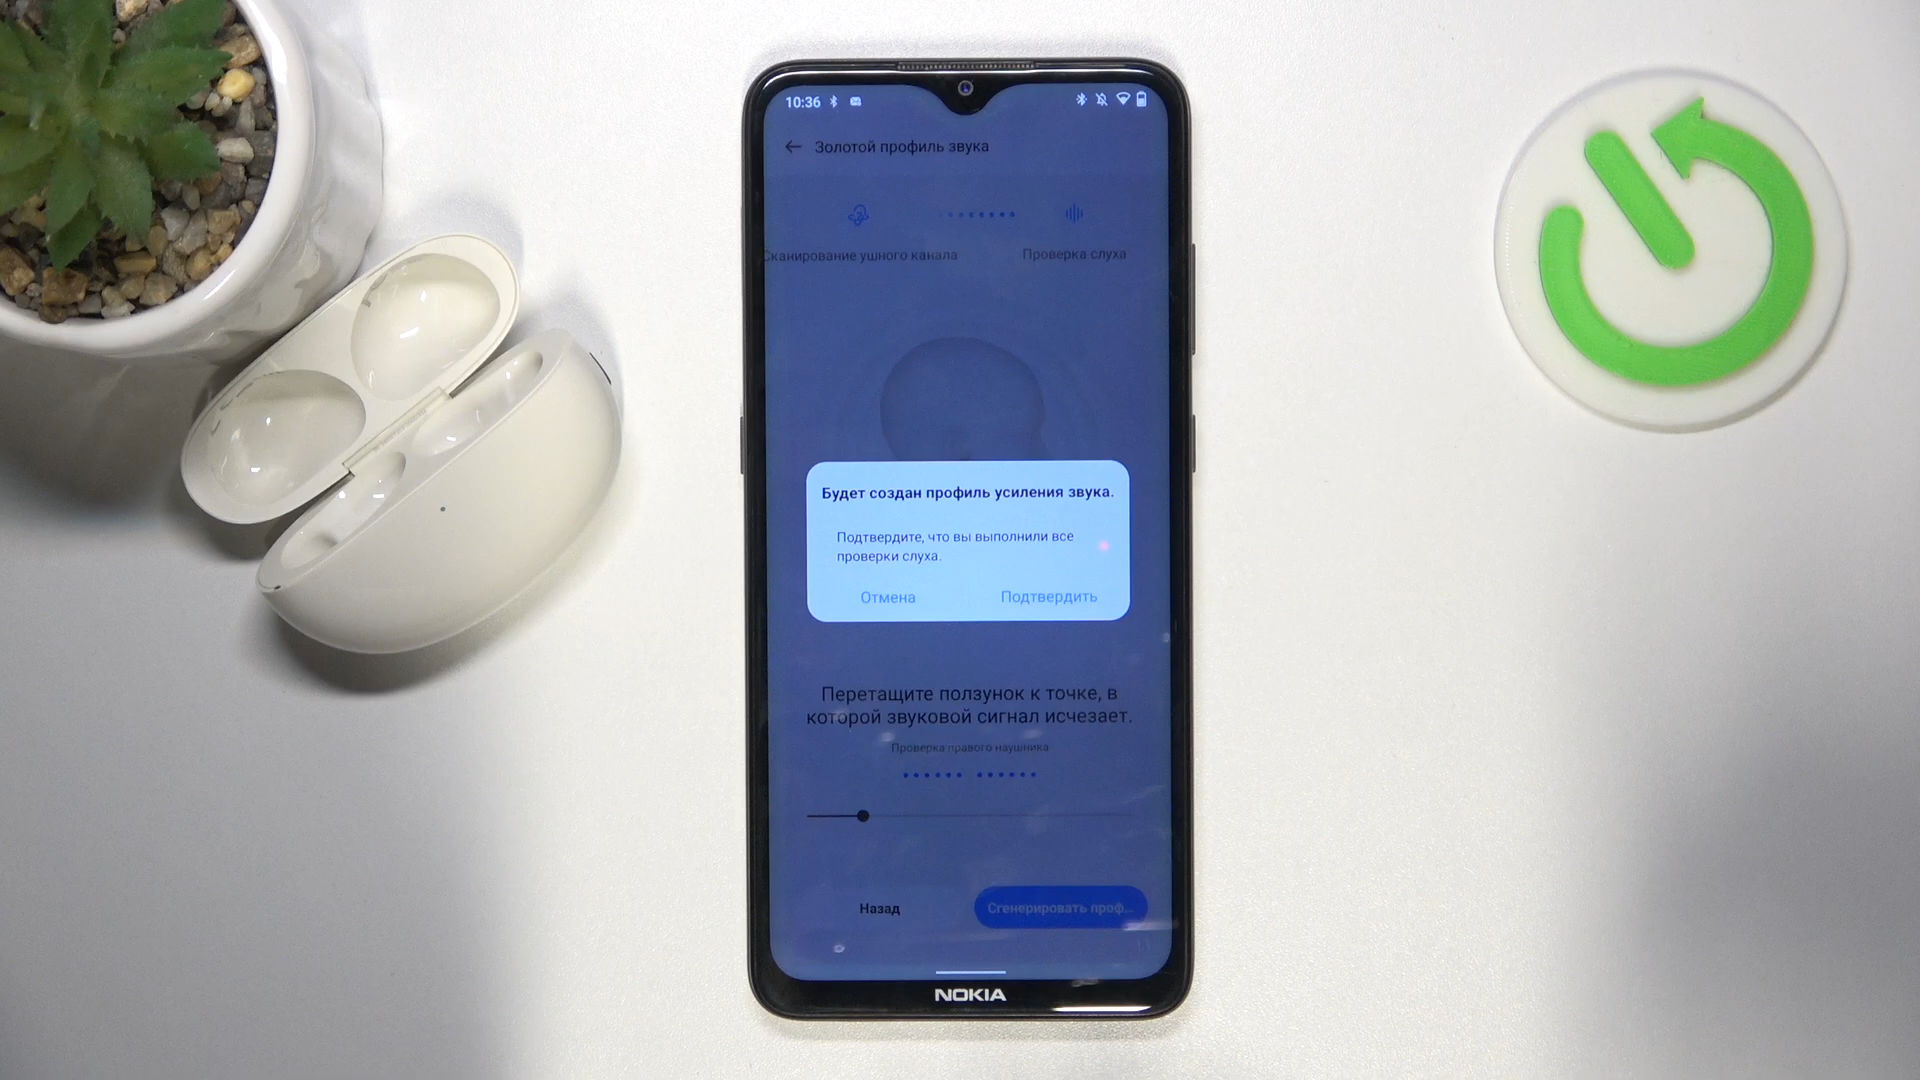 10:36
Золотой профиль звука
Сканирование ушного канала
Проверка слуха
Будет создан профиль усиления звука.
Подтвердите, что вы выполнили все
проверки слуха.
Отмена
Подтвердить
Перетащите ползунок к точке, в
которой звуковой сигнал исчезает.
Проверка правого наушника
Назад
Сгенерировать проф...
NOKIA